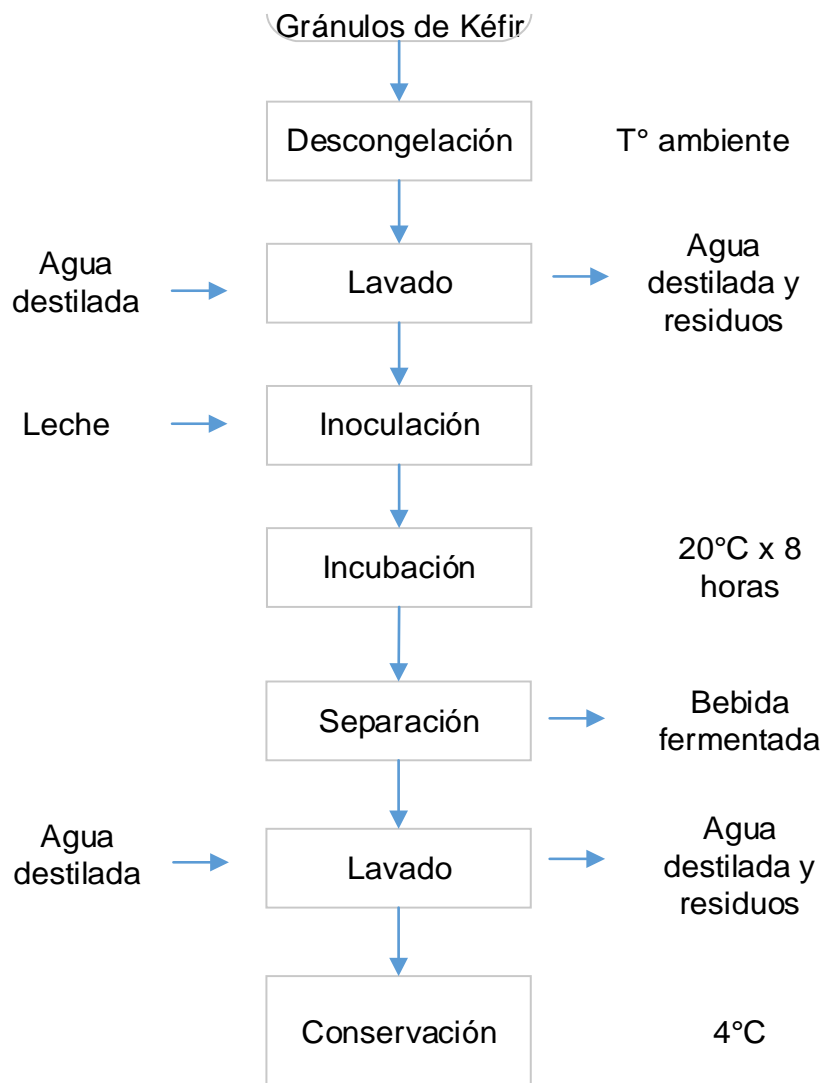 Gránulos de Kéfir
Descongelación
T° ambiente
Agua
destilada
Lavado
Agua
destilada y
residuos
Leche
Inoculación
Incubación
20°C x 8
horas
Separación
Bebida
fermentada
Agua
destilada
Lavado
Agua
destilada y
residuos
Conservación
4°C